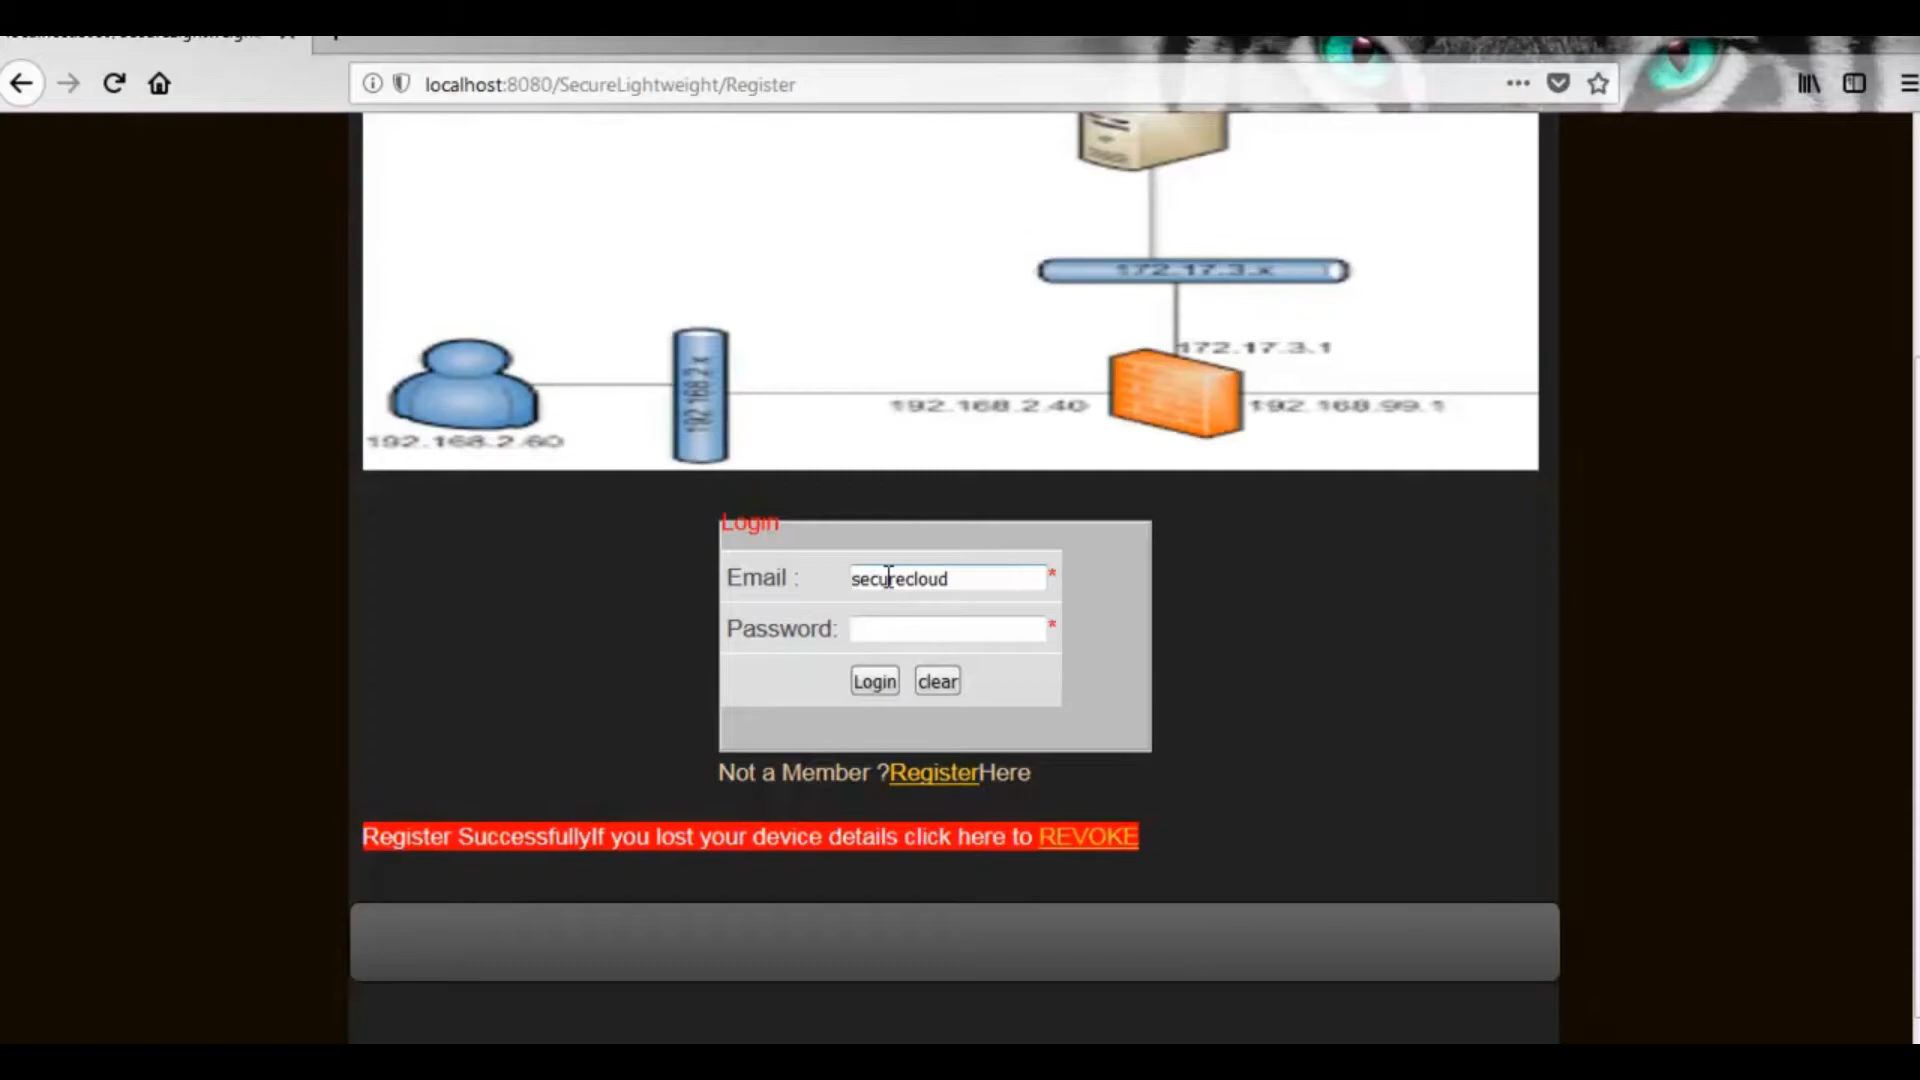 localhost:8080/SecureLightweight/Register
172.17.3.x
172.17.3.1
192.168.2.x
192.168.2.40
192.168.99.1
192.168.2.60
Login
Email : securecloud *
Password: *
Login clear
Not a Member ?RegisterHere
Register SuccessfullyIf you lost your device details click here to REVOKE